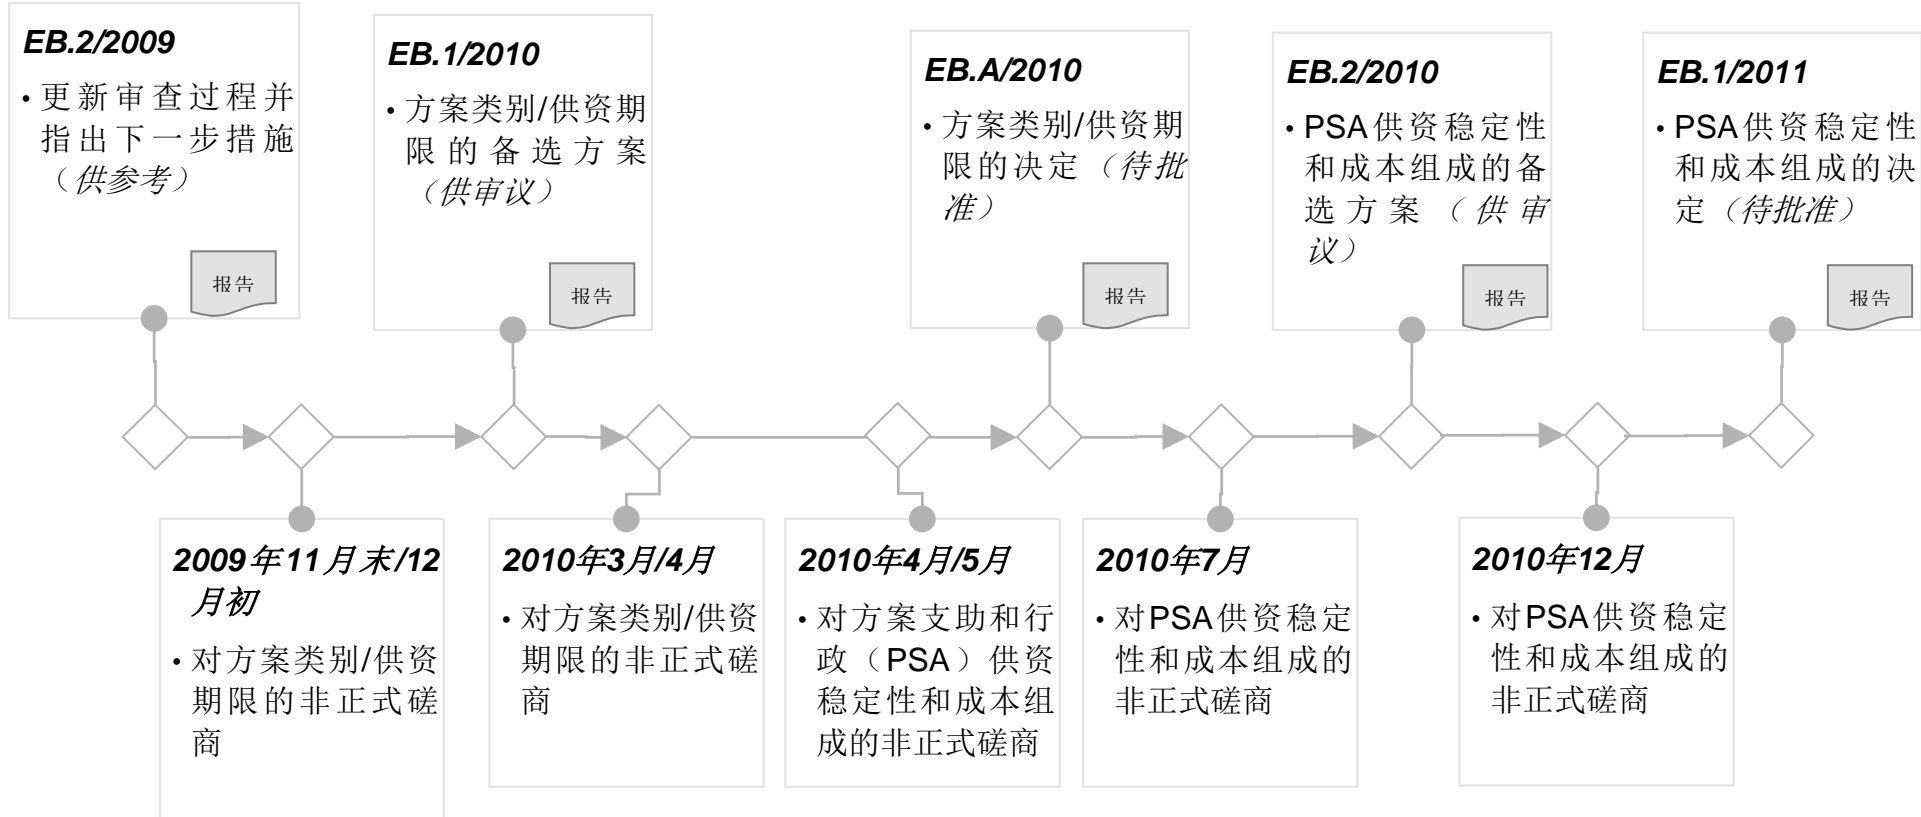 EB.2/2009
• 更新审查过程并
指出下一步措施
（供参考）
报告
EB.1/2010
• 方案类别/供资期
限的备选方案
（供审议）
报告
EB.A/2010
• 方案类别/供资期
限的决定（待批
准）
报告
EB.2/2010
• PSA供资稳定性
和成本组成的备
选方案（供审
议）
报告
EB.1/2011
• PSA供资稳定性
和成本组成的决
定（待批准）
报告
2009年11月末/12
月初
• 对方案类别/供资
期限的非正式磋
商
2010年3月/4月
• 对方案类别/供资
期限的非正式磋
商
2010年4月/5月
• 对方案支助和行
政（PSA）供资
稳定性和成本组
成的非正式磋商
2010年7月
• 对PSA供资稳定
性和成本组成的
非正式磋商
2010年12月
• 对PSA供资稳定
性和成本组成的
非正式磋商